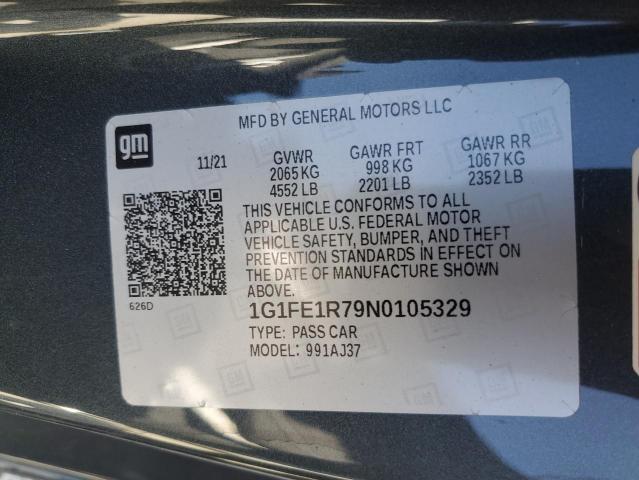 MFD BY GENERAL MOTORS LLC
gm
11/21 GVWR GAWR FRT GAWR RR
2065 KG 998 KG 1067 KG
4552 LB 2201 LB 2352 LB
THIS VEHICLE CONFORMS TO ALL
APPLICABLE U.S. FEDERAL MOTOR
VEHICLE SAFETY, BUMPER, AND THEFT
PREVENTION STANDARDS IN EFFECT ON
THE DATE OF MANUFACTURE SHOWN
ABOVE.
626D
1G1FE1R79N0105329
TYPE: PASS CAR
MODEL: 991AJ37